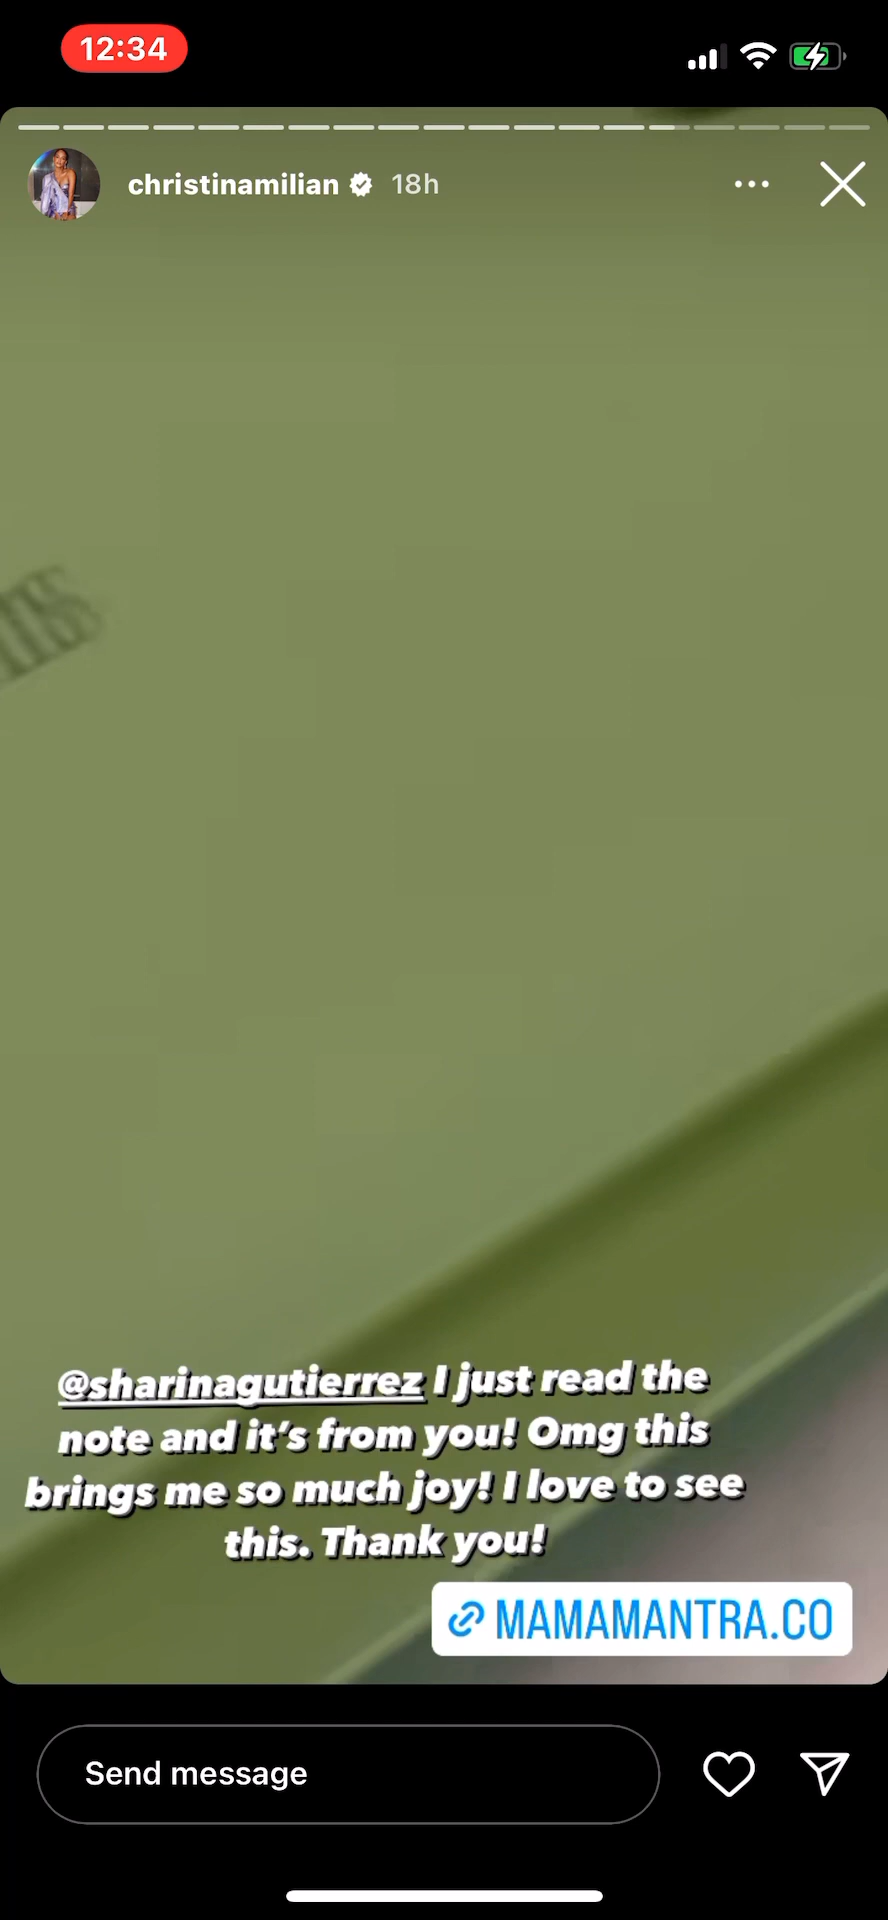 12:34
christinamilian 18h
@sharinagutierrez I just read the
note and it's from you! Omg this
brings me so much joy! I love to see
this. Thank you!
MAMAMANTRA.CO
Send message